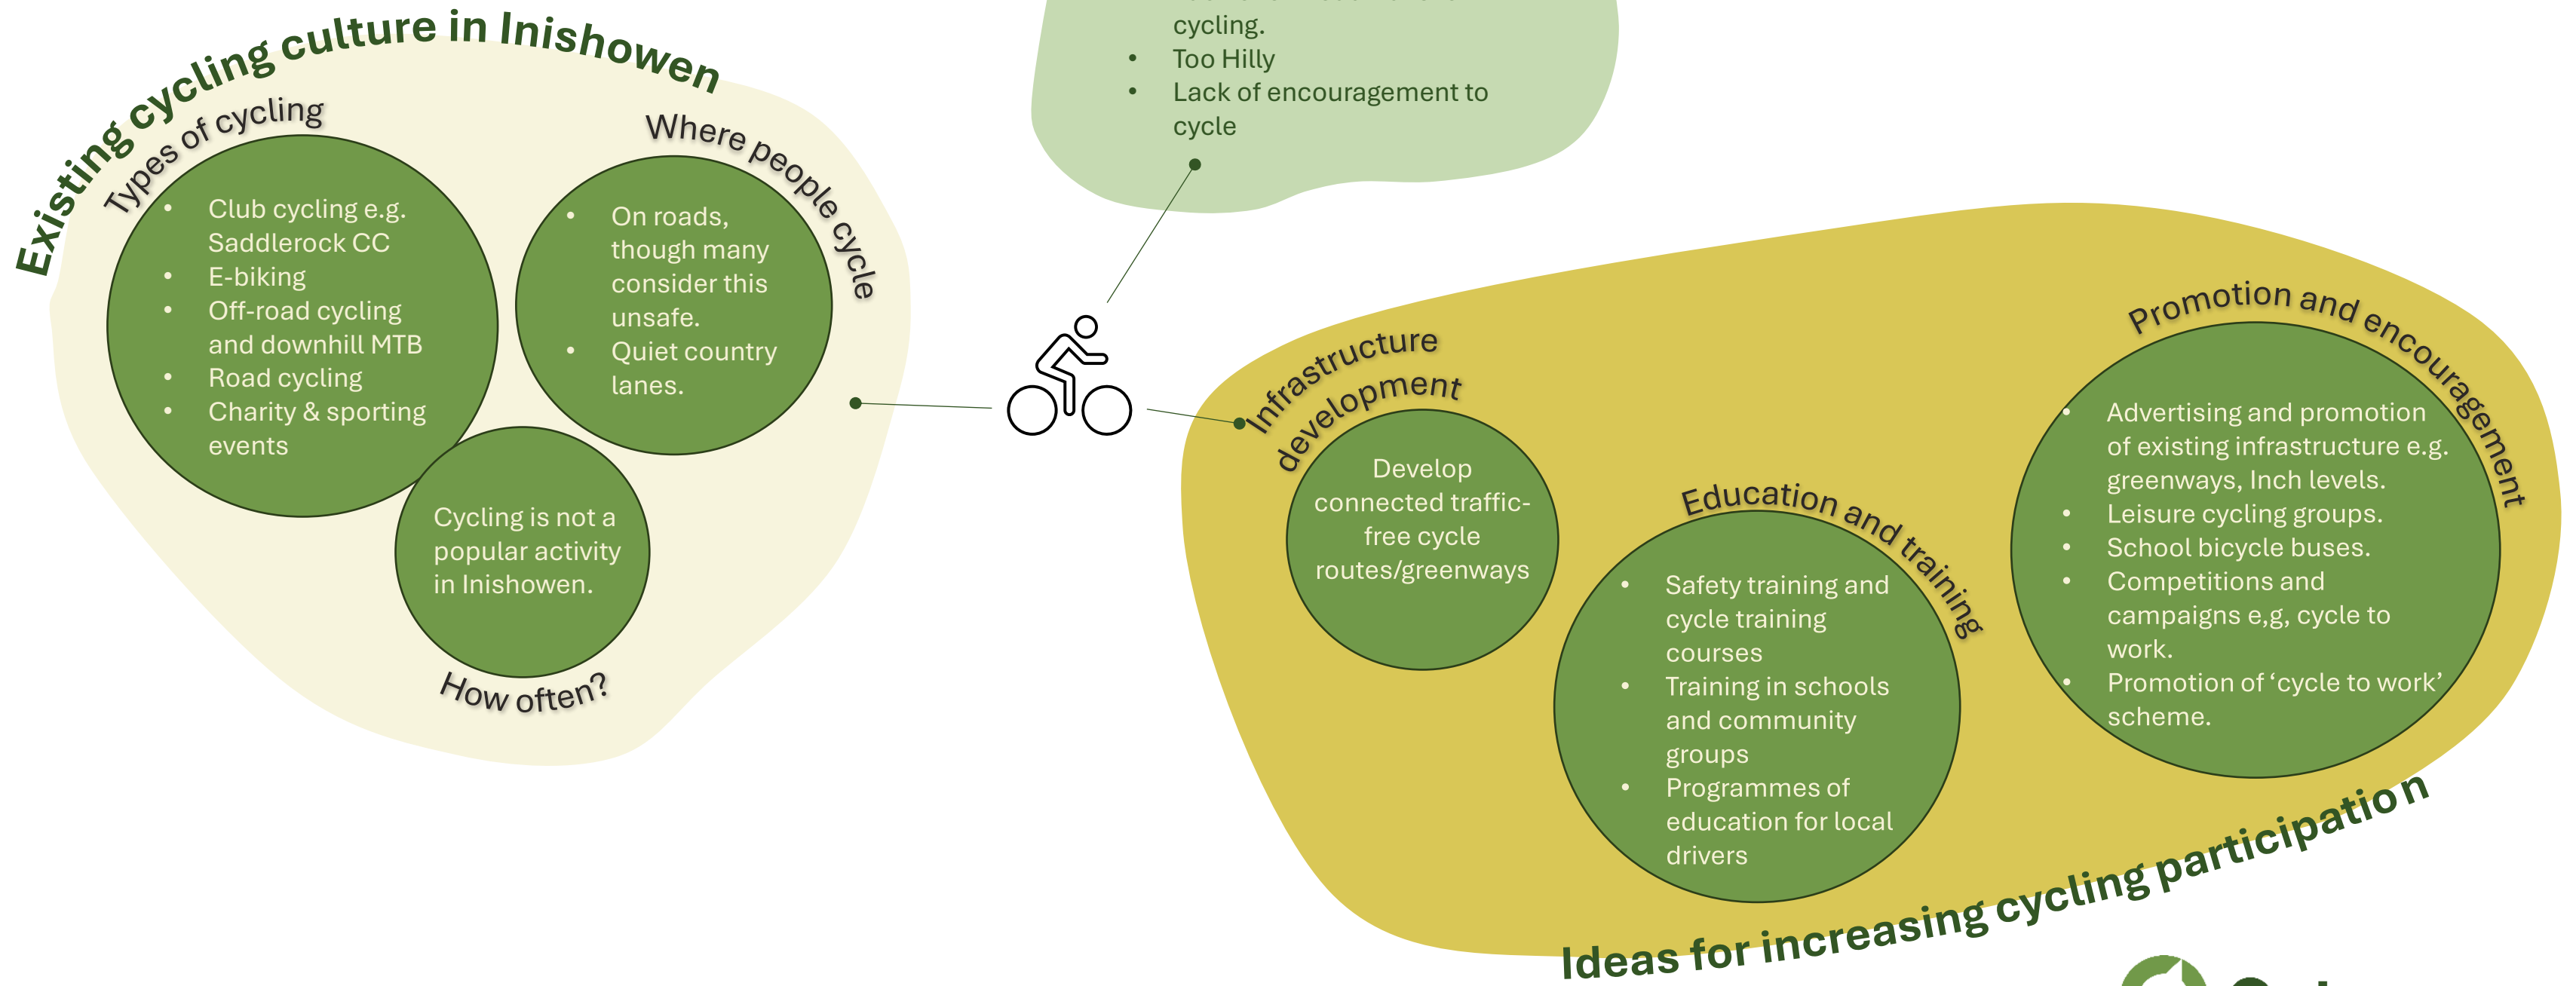 Existing cycling culture in Inishowen
Types of cycling
• Club cycling e.g.
Saddlerock CC
• E-biking
• Off-road cycling
and downhill MTB
• Road cycling
• Charity & sporting
events
Where people cycle
• On roads,
though many
consider this
unsafe.
• Quiet country
lanes.
Cycling is not a
popular activity
in Inishowen.
How often?
cycling.
• Too Hilly
• Lack of encouragement to
cycle
Infrastructure
development
Develop
connected traffic-
free cycle
routes/greenways
Education and training
• Safety training and
cycle training
courses
• Training in schools
and community
groups
• Programmes of
education for local
drivers
Promotion and encouragement
• Advertising and promotion
of existing infrastructure e.g.
greenways, Inch levels.
• Leisure cycling groups.
• School bicycle buses.
• Competitions and
campaigns e,g, cycle to
work.
• Promotion of ‘cycle to work’
scheme.
Ideas for increasing cycling participation